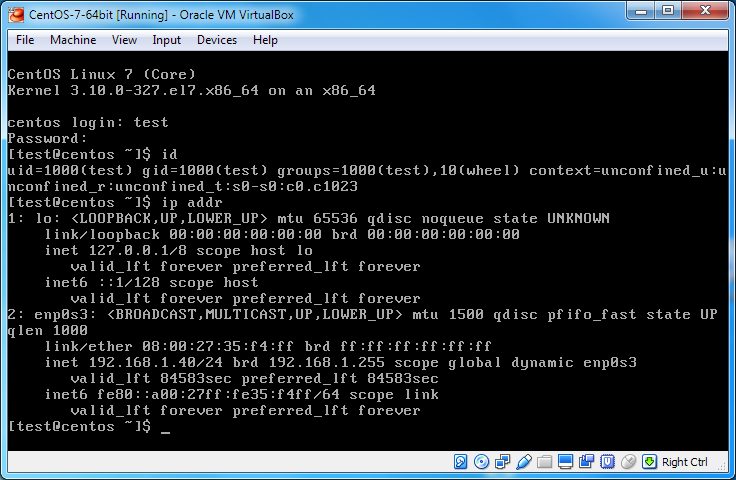 CentOS-7-64bit [Running] - Oracle VM VirtualBox
File Machine View Input Devices Help
CentOS Linux 7 (Core)
Kernel 3.10.0-327.el7.x86_64 on an x86_64
centos login: test
Password:
[test@centos ~]$ id
uid=1000(test) gid=1000(test) groups=1000(test),10(wheel) context=unconfined_u:u
nconfined_r:unconfined_t:s0-s0:c0.c1023
[test@centos ~]$ ip addr
1: lo: <LOOPBACK,UP,LOWER_UP> mtu 65536 qdisc noqueue state UNKNOWN
    link/loopback 00:00:00:00:00:00 brd 00:00:00:00:00:00
    inet 127.0.0.1/8 scope host lo
       valid_lft forever preferred_lft forever
    inet6 ::1/128 scope host
       valid_lft forever preferred_lft forever
2: enp0s3: <BROADCAST,MULTICAST,UP,LOWER_UP> mtu 1500 qdisc pfifo_fast state UP
qlen 1000
    link/ether 08:00:27:35:f4:ff brd ff:ff:ff:ff:ff:ff
    inet 192.168.1.40/24 brd 192.168.1.255 scope global dynamic enp0s3
       valid_lft 84583sec preferred_lft 84583sec
    inet6 fe80::a00:27ff:fe35:f4ff/64 scope link
       valid_lft forever preferred_lft forever
[test@centos ~]$ _
Right Ctrl